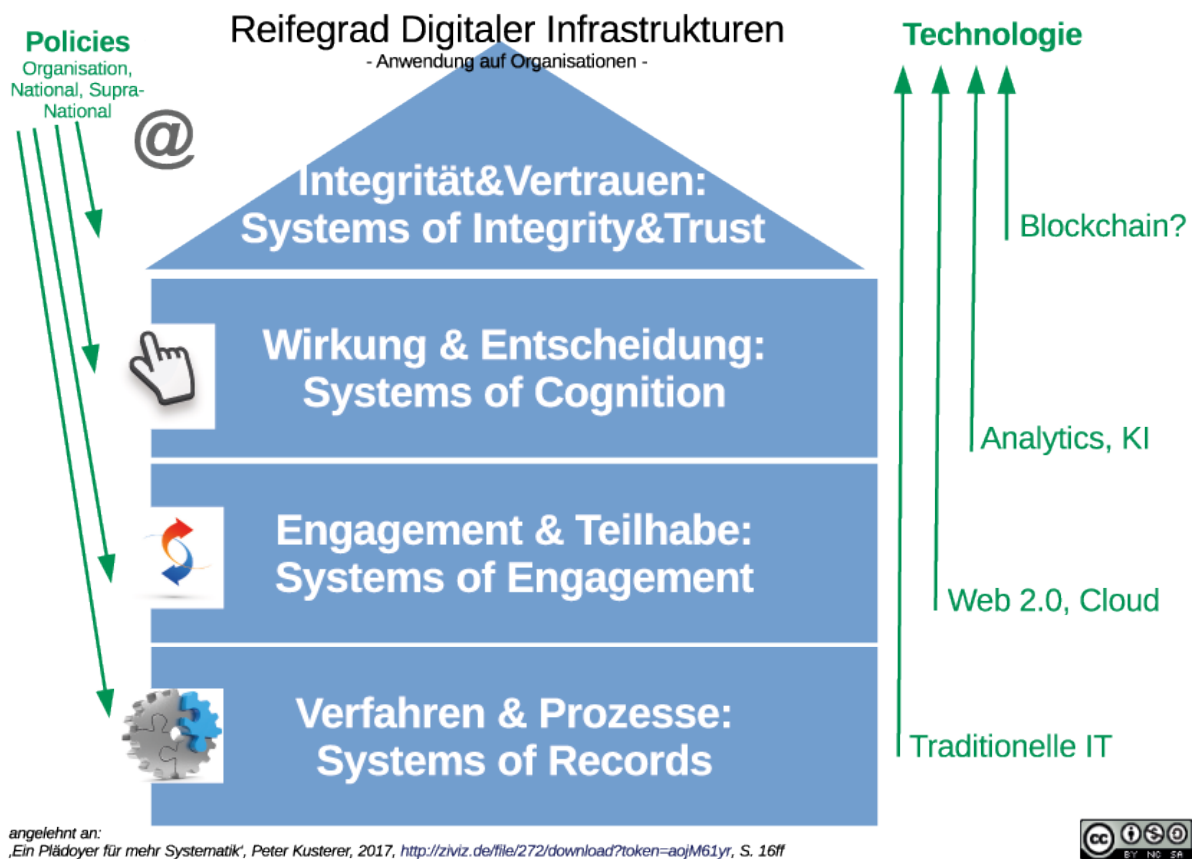 Reifegrad Digitaler Infrastrukturen
- Anwendung auf Organisationen -
Policies
Organisation,
National, Supra-
National
@
Technologie
Integrität&Vertrauen:
Systems of Integrity&Trust
Blockchain?
Wirkung & Entscheidung:
Systems of Cognition
Analytics, KI
Engagement & Teilhabe:
Systems of Engagement
Web 2.0, Cloud
Verfahren & Prozesse:
Systems of Records
Traditionelle IT
angelehnt an:
‚Ein Plädoyer für mehr Systematik', Peter Kusterer, 2017, http://ziviz.de/file/272/download?token=aojM61yr, S. 16ff
cc
BY NC SA